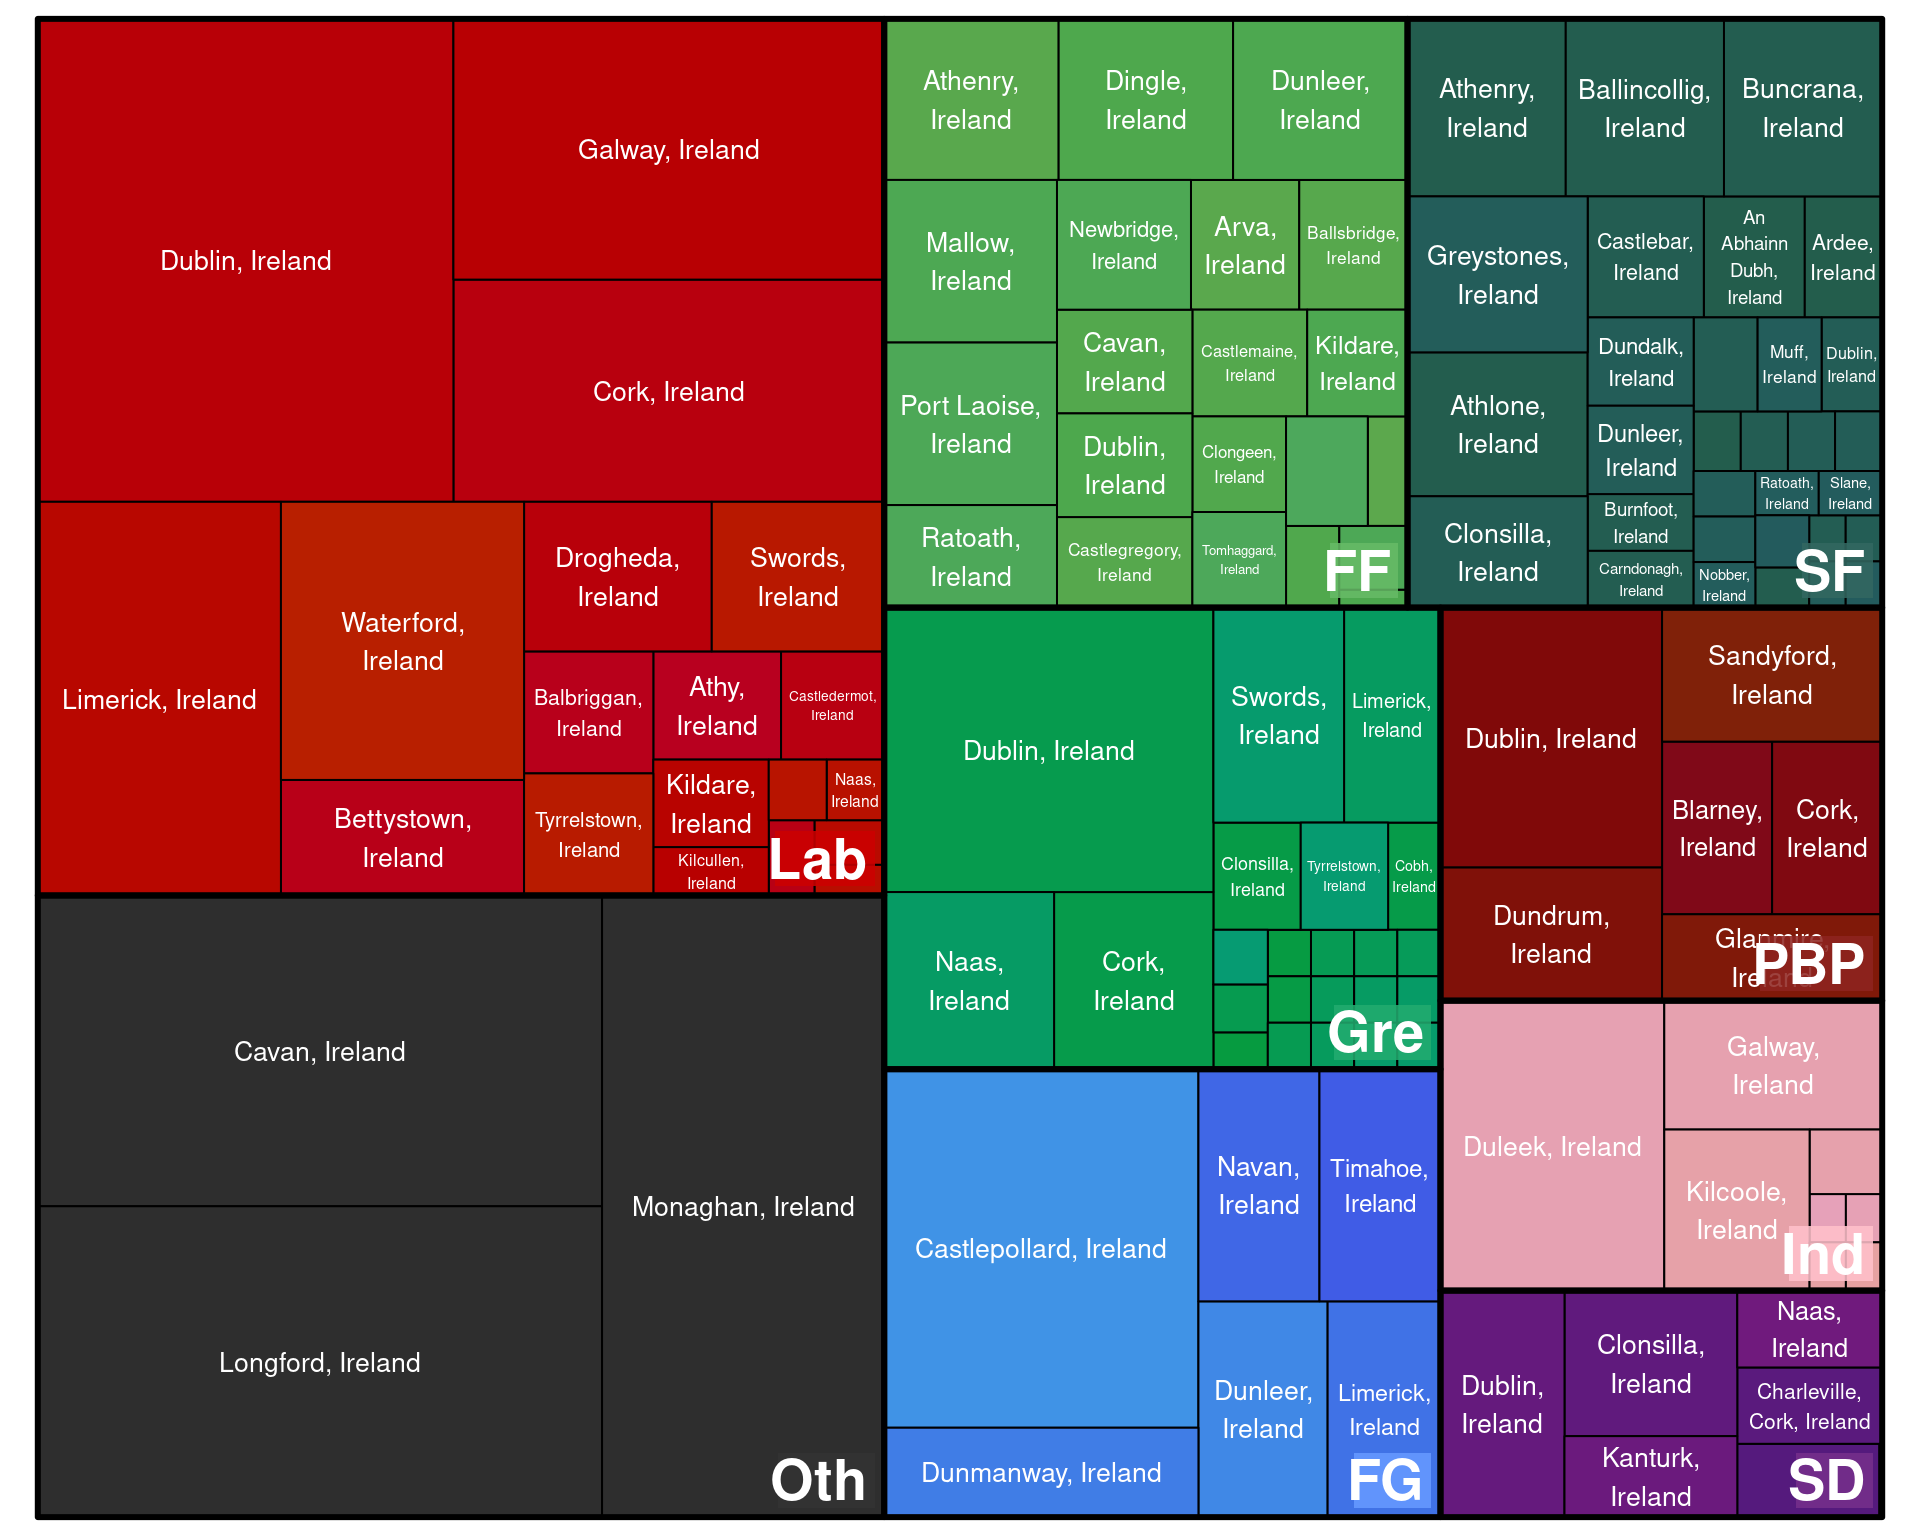 Dublin, Ireland
Galway, Ireland
Cork, Ireland
Limerick, Ireland
Waterford,
Ireland
Bettystown,
Ireland
Drogheda,
Ireland
Swords,
Ireland
Balbriggan,
Ireland
Athy,
Ireland
Castledermot,
Ireland
Tyrrelstown,
Ireland
Kildare,
Ireland
Naas,
Ireland
Kilcullen,
Ireland
Lab
Cavan, Ireland
Longford, Ireland
Monaghan, Ireland
Oth
Athenry,
Ireland
Dingle,
Ireland
Dunleer,
Ireland
Mallow,
Ireland
Port Laoise,
Ireland
Ratoath,
Ireland
Newbridge,
Ireland
Arva,
Ireland
Ballsbridge,
Ireland
Cavan,
Ireland
Castlemaine,
Ireland
Kildare,
Ireland
Dublin,
Ireland
Clongeen,
Ireland
Castlegregory,
Ireland
Tomhaggard,
Ireland
FF
Athenry,
Ireland
Ballincollig,
Ireland
Buncrana,
Ireland
Greystones,
Ireland
Athlone,
Ireland
Clonsilla,
Ireland
Castlebar,
Ireland
An
Abhainn
Dubh,
Ireland
Ardee,
Ireland
Dundalk,
Ireland
Muff,
Ireland
Dublin,
Ireland
Dunleer,
Ireland
Ratoath,
Ireland
Slane,
Ireland
Burnfoot,
Ireland
Carndonagh,
Ireland
Nobber,
Ireland
SF
Dublin, Ireland
Swords,
Ireland
Limerick,
Ireland
Clonsilla,
Ireland
Tyrrelstown,
Ireland
Cobh,
Ireland
Naas,
Ireland
Cork,
Ireland
Gre
Dublin, Ireland
Sandyford,
Ireland
Blarney,
Ireland
Cork,
Ireland
Dundrum,
Ireland
Glanmire,
Ireland
PBP
Castlepollard, Ireland
Dunmanway, Ireland
Navan,
Ireland
Timahoe,
Ireland
Dunleer,
Ireland
Limerick,
Ireland
FG
Duleek, Ireland
Galway,
Ireland
Kilcoole,
Ireland
Ind
Dublin,
Ireland
Clonsilla,
Ireland
Kanturk,
Ireland
Naas,
Ireland
Charleville,
Cork, Ireland
SD